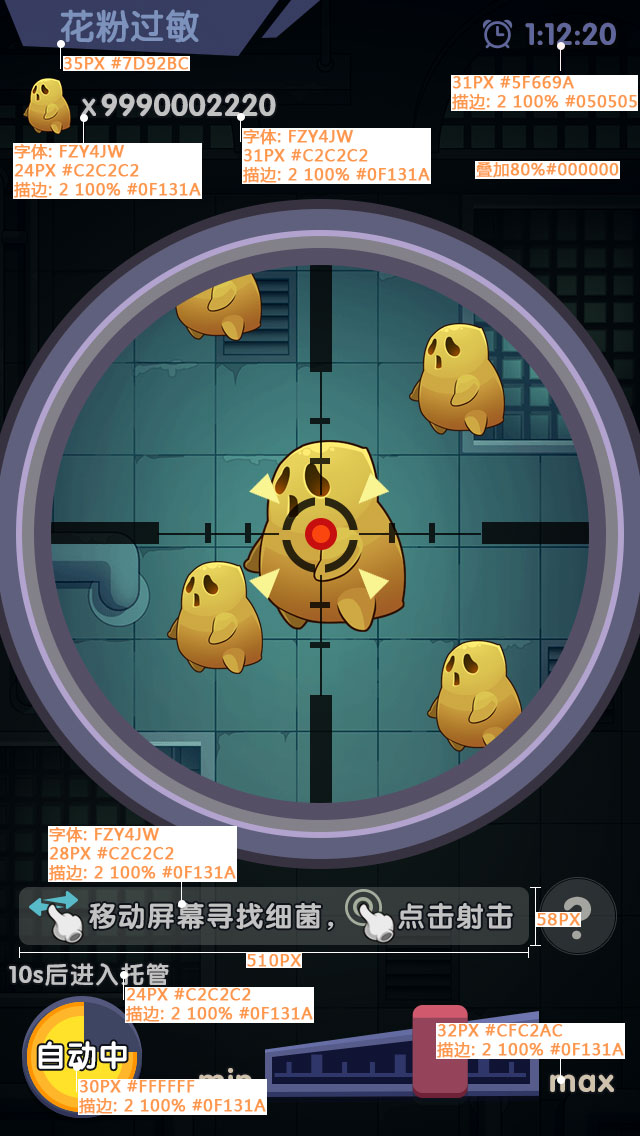 花粉过敏
1:12:20
35PX #7D92BC
31PX #5F669A
描边: 2 100% #050505
x9990002220
字体: FZY4JW
24PX #C2C2C2
描边: 2 100% #0F131A
字体: FZY4JW
31PX #C2C2C2
描边: 2 100% #0F131A
叠加80%#000000
字体: FZY4JW
28PX #C2C2C2
描边: 2 100% #0F131A
移动屏幕寻找细菌，点击射击
?
58PX
510PX
10s后进入托管
24PX #C2C2C2
描边: 2 100% #0F131A
自动中
32PX #CFC2AC
描边: 2 100% #0F131A
min
max
30PX #FFFFFF
描边: 2 100% #0F131A